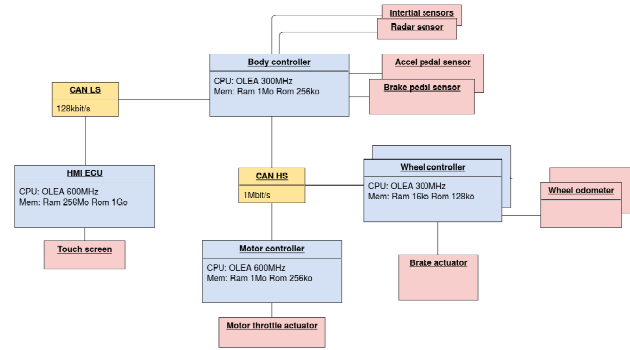 Intertial sensors
Radar sensor
Body controller
CPU: OLEA 300MHz
Mem: Ram 1Mo Rom 256ko
Accel pedal sensor
Brake pedal sensor
CAN LS
128kbit/s
HMI ECU
CPU: OLEA 600MHz
Mem: Ram 256Mo Rom 1Go
Touch screen
CAN HS
1Mbit/s
Wheel controller
CPU: OLEA 300MHz
Mem: Ram 16ko Rom 128ko
Wheel odometer
Brake actuator
Motor controller
CPU: OLEA 600MHz
Mem: Ram 1Mo Rom 256ko
Motor throttle actuator